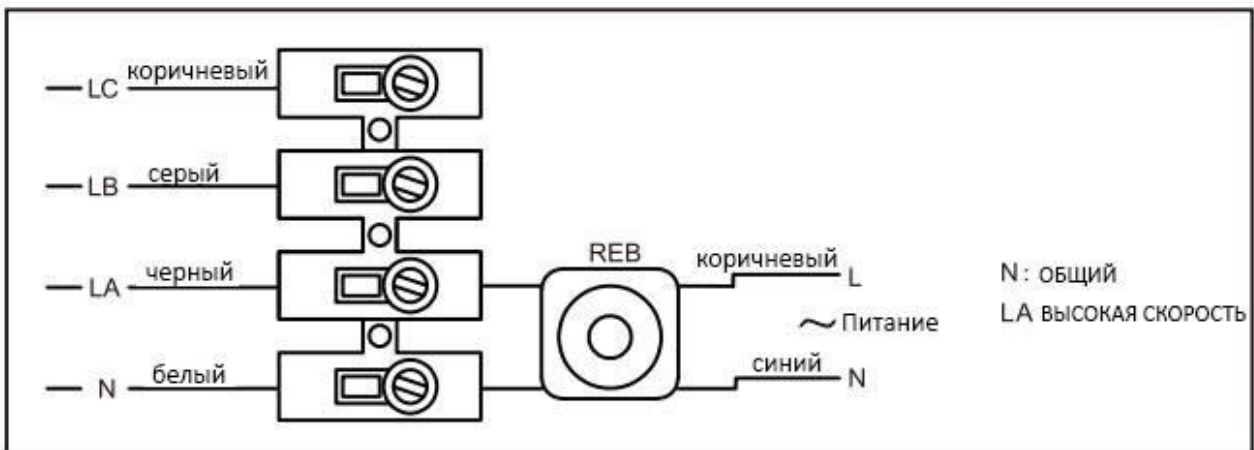 LC коричневый
LB серый
LA черный
N белый
REB
коричневый L
~ Питание
синий N
N: ОБЩИЙ
LA ВЫСОКАЯ СКОРОСТЬ